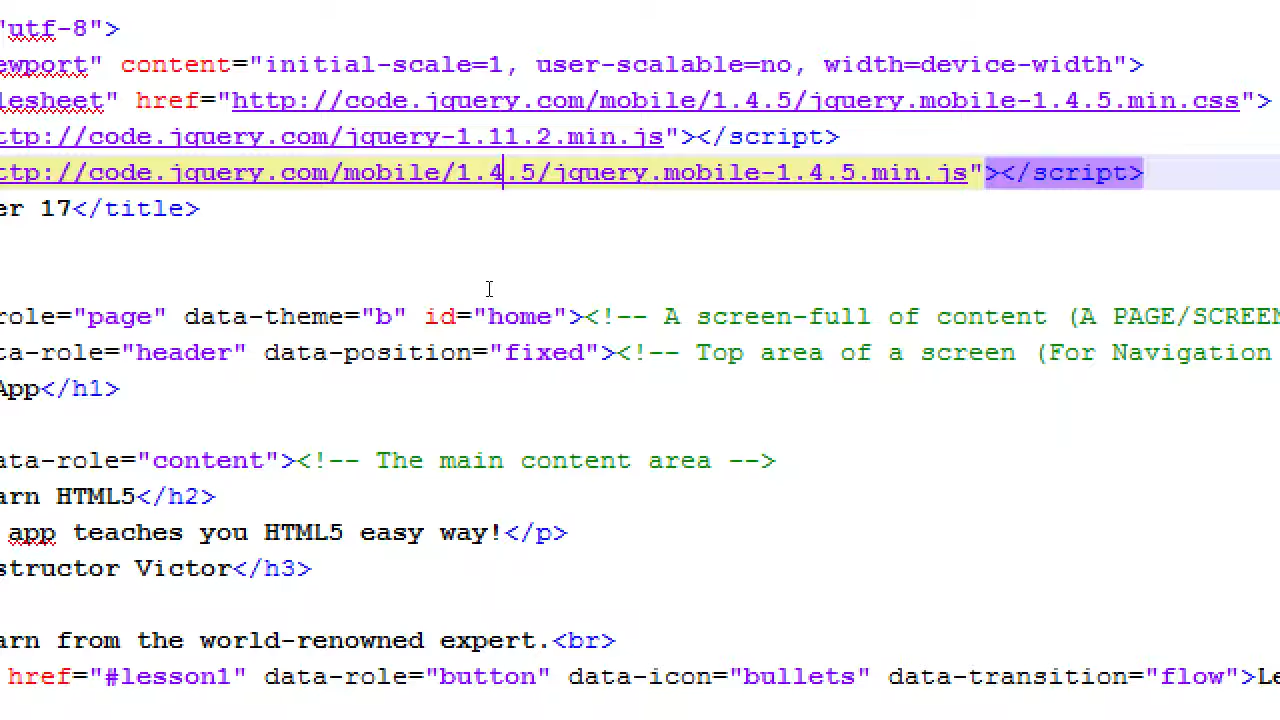 "utf-8">
ewport" content="initial-scale=1, user-scalable=no, width=device-width">
lesheet" href="http://code.jquery.com/mobile/1.4.5/jquery.mobile-1.4.5.min.css">
ttp://code.jquery.com/jquery-1.11.2.min.js"></script>
ttp://code.jquery.com/mobile/1.4.5/jquery.mobile-1.4.5.min.js"></script>
er 17</title>
role="page" data-theme="b" id="home"><!-- A screen-full of content (A PAGE/SCREEN
ta-role="header" data-position="fixed"><!-- Top area of a screen (For Navigation
App</h1>
ata-role="content"><!-- The main content area -->
arn HTML5</h2>
app teaches you HTML5 easy way!</p>
structor Victor</h3>
arn from the world-renowned expert.<br>
href="#lesson1" data-role="button" data-icon="bullets" data-transition="flow">Le